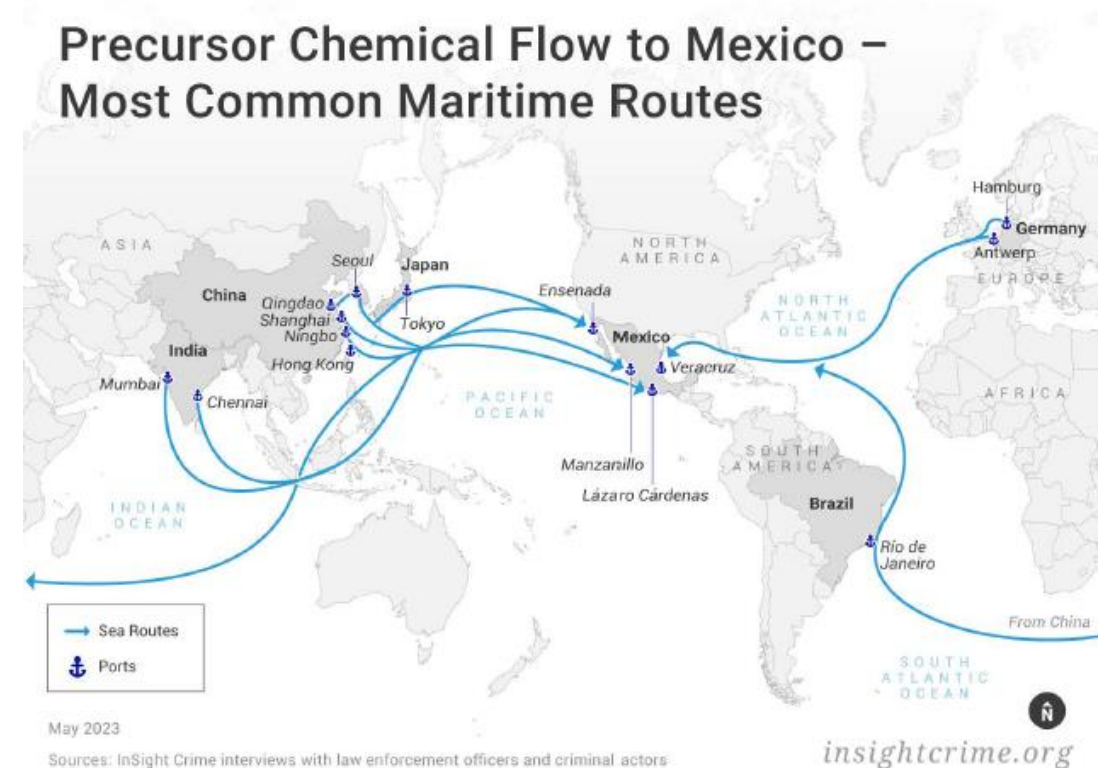 Precursor Chemical Flow to Mexico –
Most Common Maritime Routes
Hamburg
Germany
Antwerp
EUROPE
ASIA
NORTH
AMERICA
Seoul
Japan
China
Qingdao
Shanghai
Ningbo
Hong Kong
Tokyo
Ensenada
NORTH
ATLANTIC
OCEAN
Mexico
Veracruz
India
Mumbai
Chennai
PACIFIC
OCEAN
AFRICA
Manzanillo
Lázaro Cárdenas
SOUTH
AMERICA
Brazil
INDIAN
OCEAN
Río de
Janeiro
From China
Sea Routes
Ports
SOUTH
ATLANTIC
OCEAN
N
May 2023
Sources: InSight Crime interviews with law enforcement officers and criminal actors
insightcrime.org